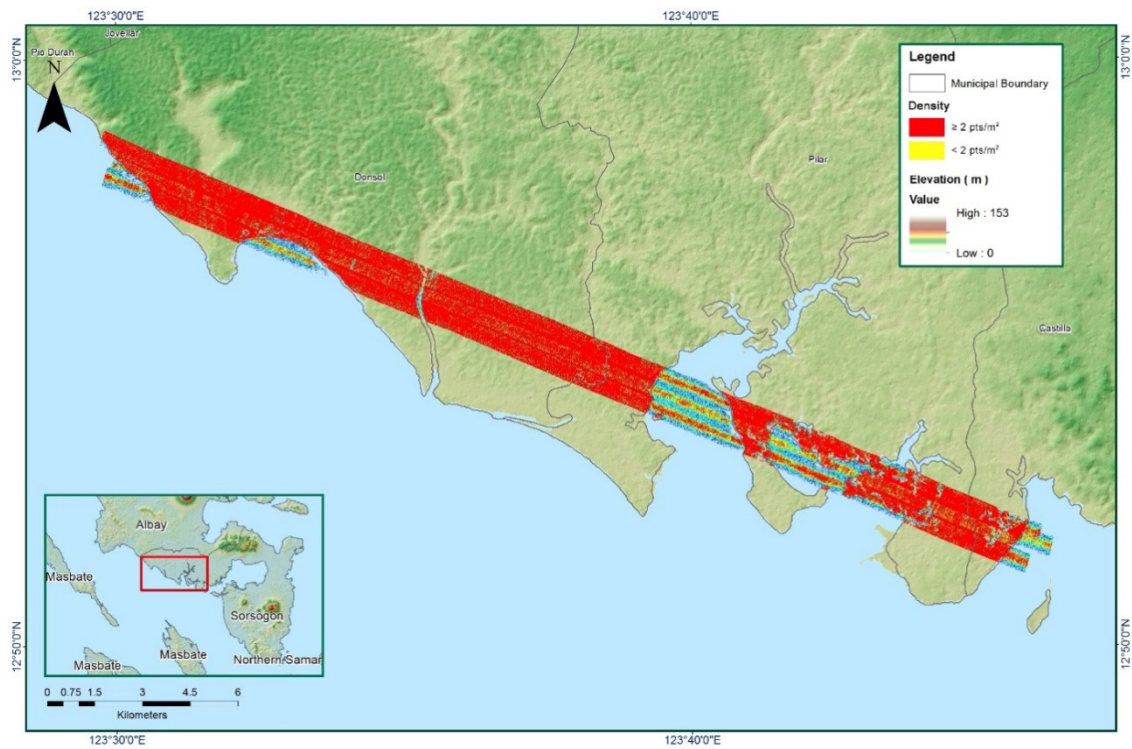 123°30'0"E
123°40'0"E
13°0'0"N
13°0'0"N
Jovellar
Pio Durah
N
Donsol
Pilar
Castilla
Legend
Municipal Boundary
Density
≥ 2 pts/m²
< 2 pts/m²
Elevation ( m )
Value
High : 153
Low : 0
Albay
Masbate
Sorsogon
Masbate
Masbate
Northern Samar
0 0.75 1.5 3 4.5 6
Kilometers
12°50'0"N
12°50'0"N
123°30'0"E
123°40'0"E